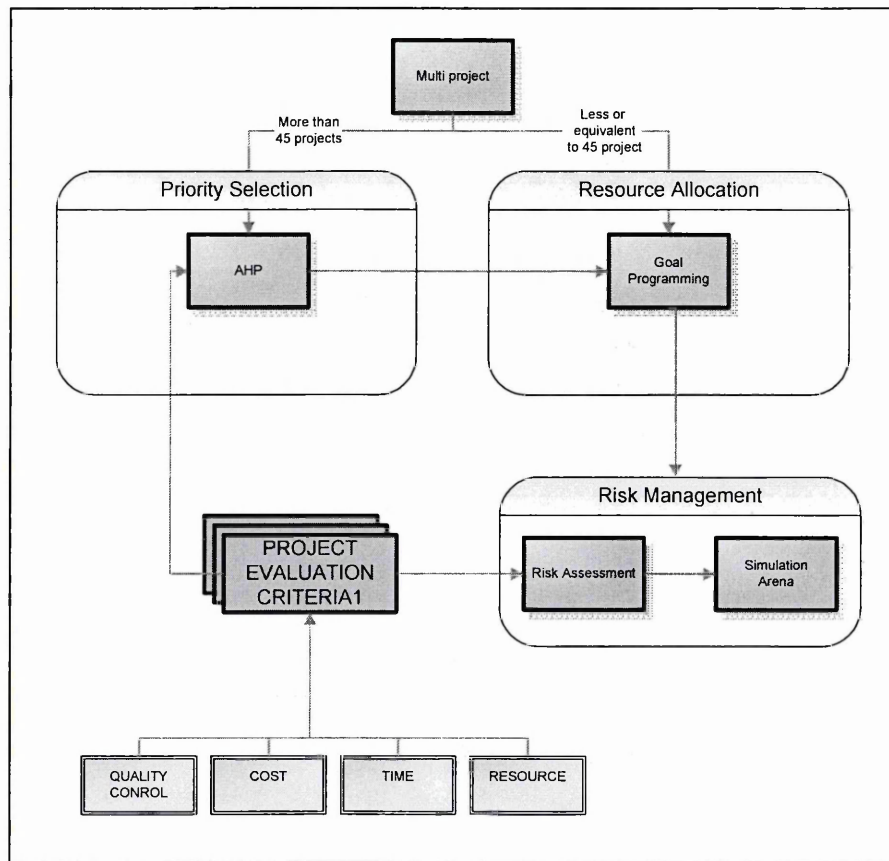 Multi project
More than
45 projects
Less or
equivalent
to 45 project
Priority Selection
Resource Allocation
AHP
Goal
Programming
Risk Management
PROJECT
EVALUATION
CRITERIA1
Risk Assessment
Simulation
Arena
QUALITY
CONROL
COST
TIME
RESOURCE